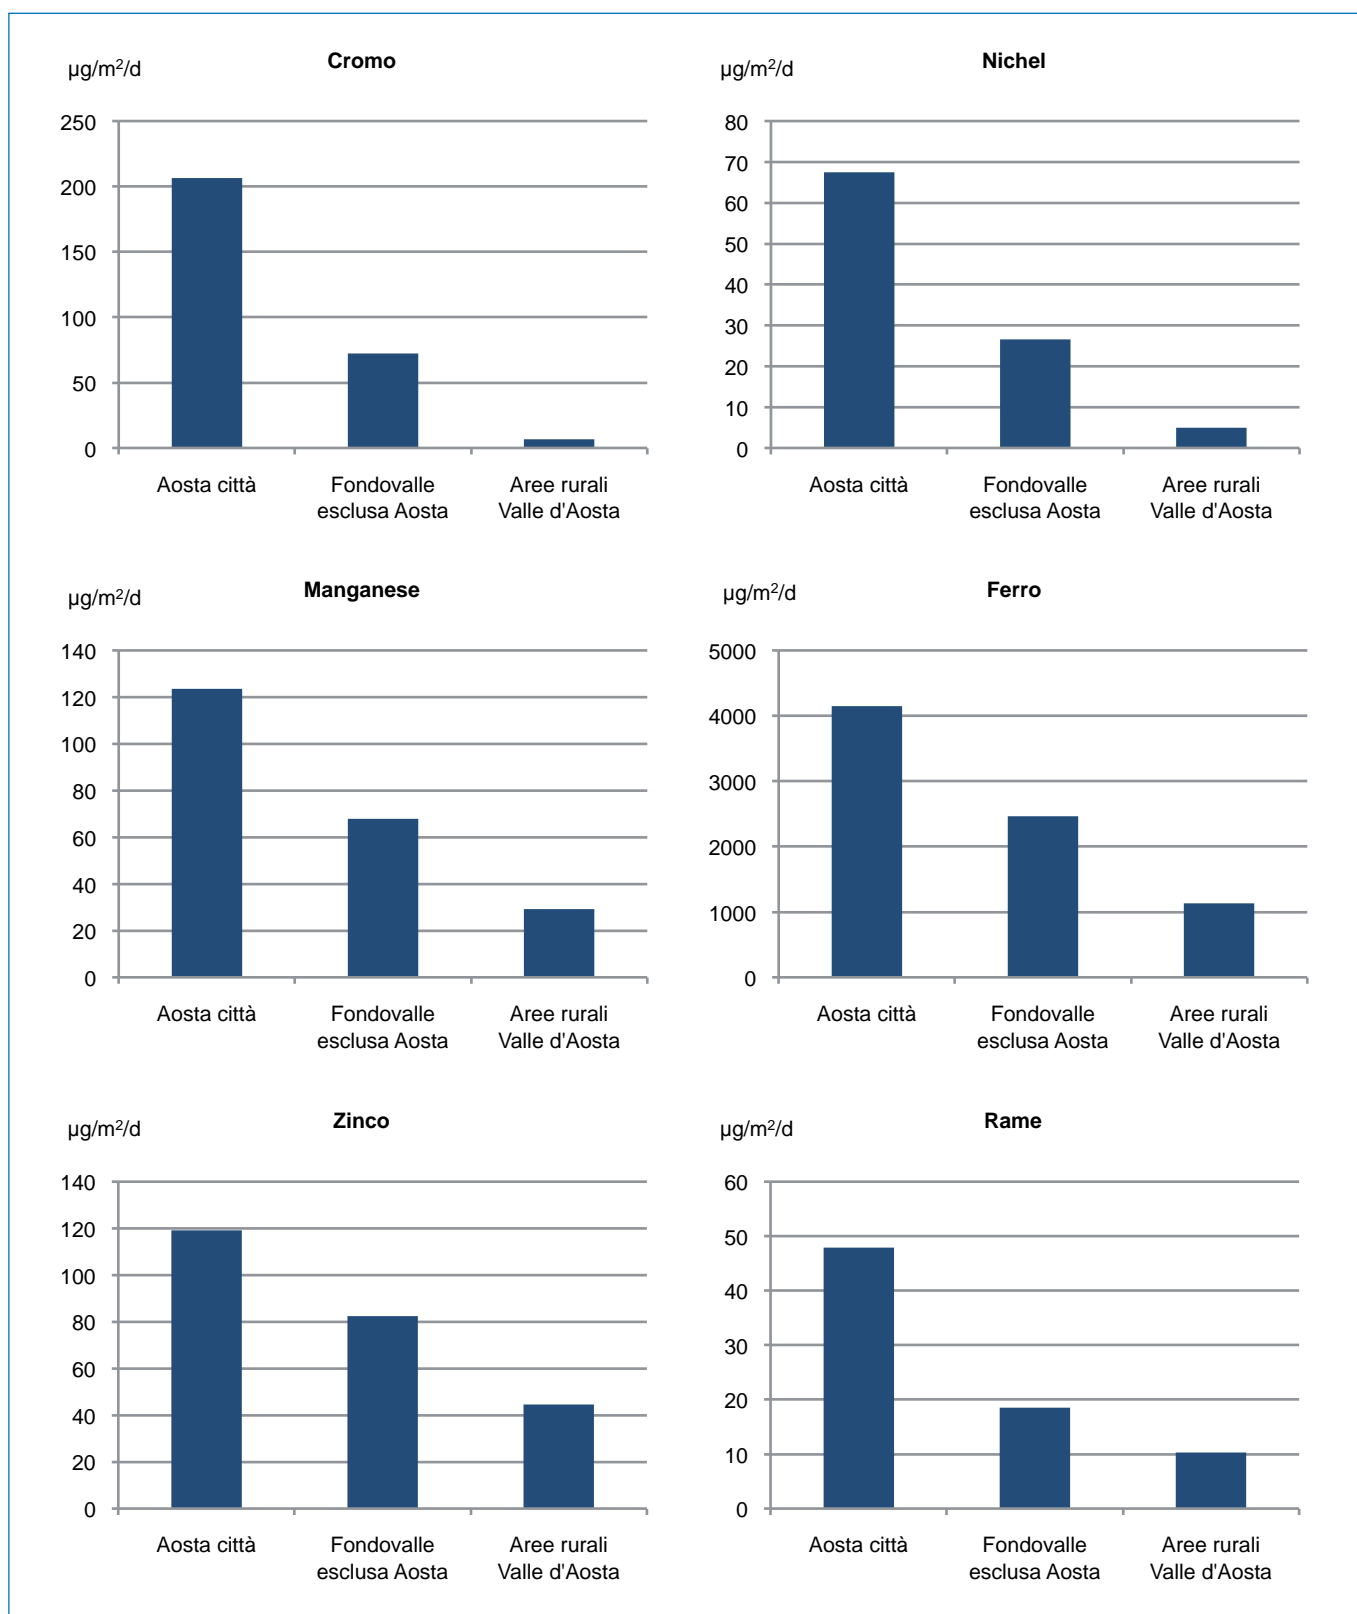 µg/m²/d
Cromo
250
200
150
100
50
0
Aosta città
Fondovalle
esclusa Aosta
Aree rurali
Valle d'Aosta
µg/m²/d
Nichel
80
70
60
50
40
30
20
10
0
Aosta città
Fondovalle
esclusa Aosta
Aree rurali
Valle d'Aosta
µg/m²/d
Manganese
140
120
100
80
60
40
20
0
Aosta città
Fondovalle
esclusa Aosta
Aree rurali
Valle d'Aosta
µg/m²/d
Ferro
5000
4000
3000
2000
1000
0
Aosta città
Fondovalle
esclusa Aosta
Aree rurali
Valle d'Aosta
µg/m²/d
Zinco
140
120
100
80
60
40
20
0
Aosta città
Fondovalle
esclusa Aosta
Aree rurali
Valle d'Aosta
µg/m²/d
Rame
60
50
40
30
20
10
0
Aosta città
Fondovalle
esclusa Aosta
Aree rurali
Valle d'Aosta